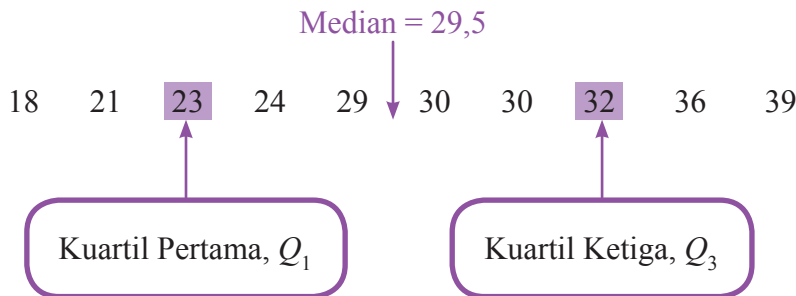 Median = 29,5
18 21 23 24 29 30 30 32 36 39
Kuartil Pertama, Q₁ Kuartil Ketiga, Q₃